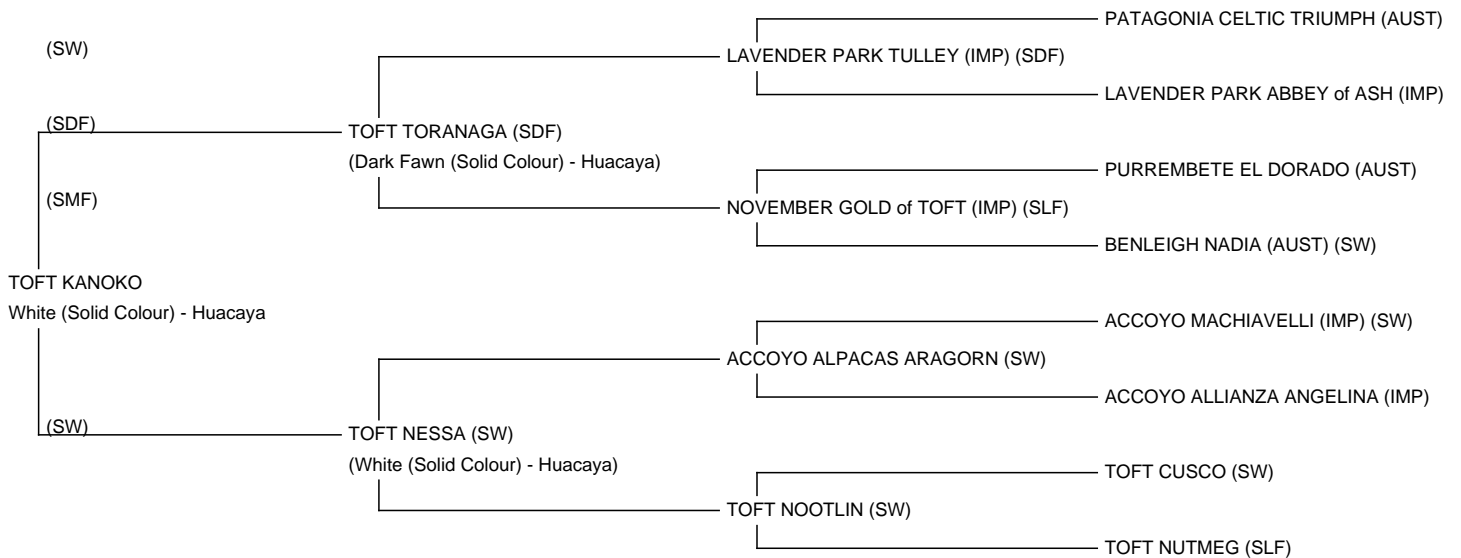 PATAGONIA CELTIC TRIUMPH (AUST)
(SW)
LAVENDER PARK TULLEY (IMP) (SDF)
LAVENDER PARK ABBEY of ASH (IMP)
(SDF)
TOFT TORANAGA (SDF)
(Dark Fawn (Solid Colour) - Huacaya)
PURREMBETE EL DORADO (AUST)
(SMF)
NOVEMBER GOLD of TOFT (IMP) (SLF)
BENLEIGH NADIA (AUST) (SW)
TOFT KANOKO
White (Solid Colour) - Huacaya
ACCOYO MACHIAVELLI (IMP) (SW)
ACCOYO ALPACAS ARAGORN (SW)
ACCOYO ALLIANZA ANGELINA (IMP)
(SW)
TOFT NESSA (SW)
(White (Solid Colour) - Huacaya)
TOFT CUSCO (SW)
TOFT NOOTLIN (SW)
TOFT NUTMEG (SLF)